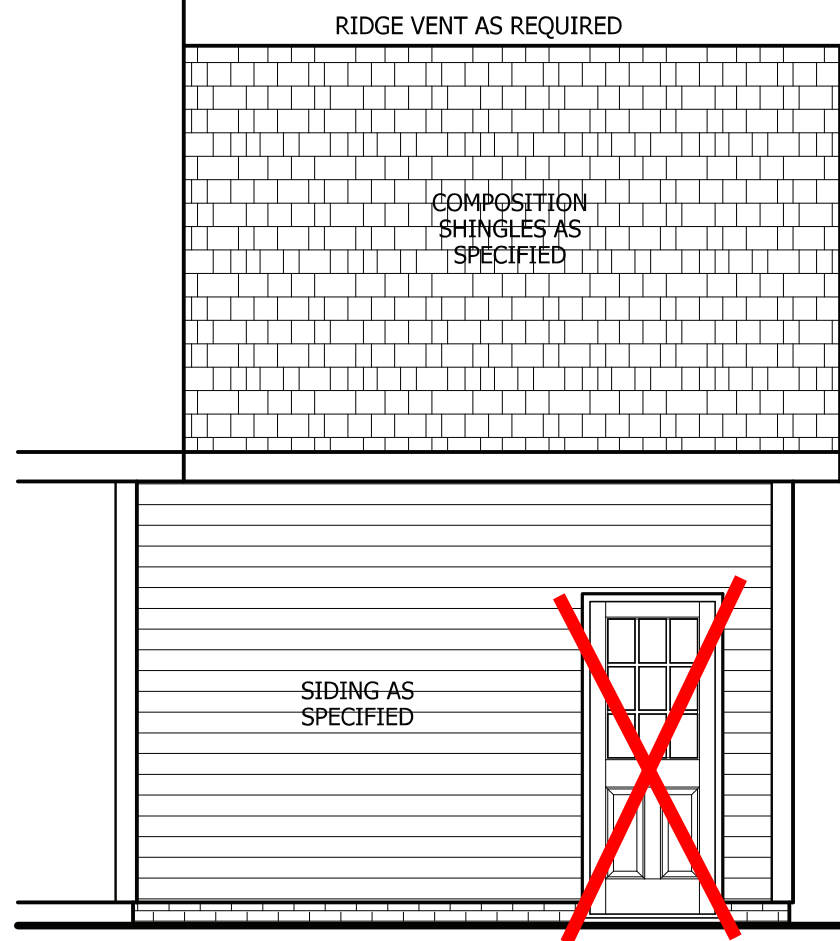 RIDGE VENT AS REQUIRED
COMPOSITION
SHINGLES AS
SPECIFIED
SIDING AS
SPECIFIED